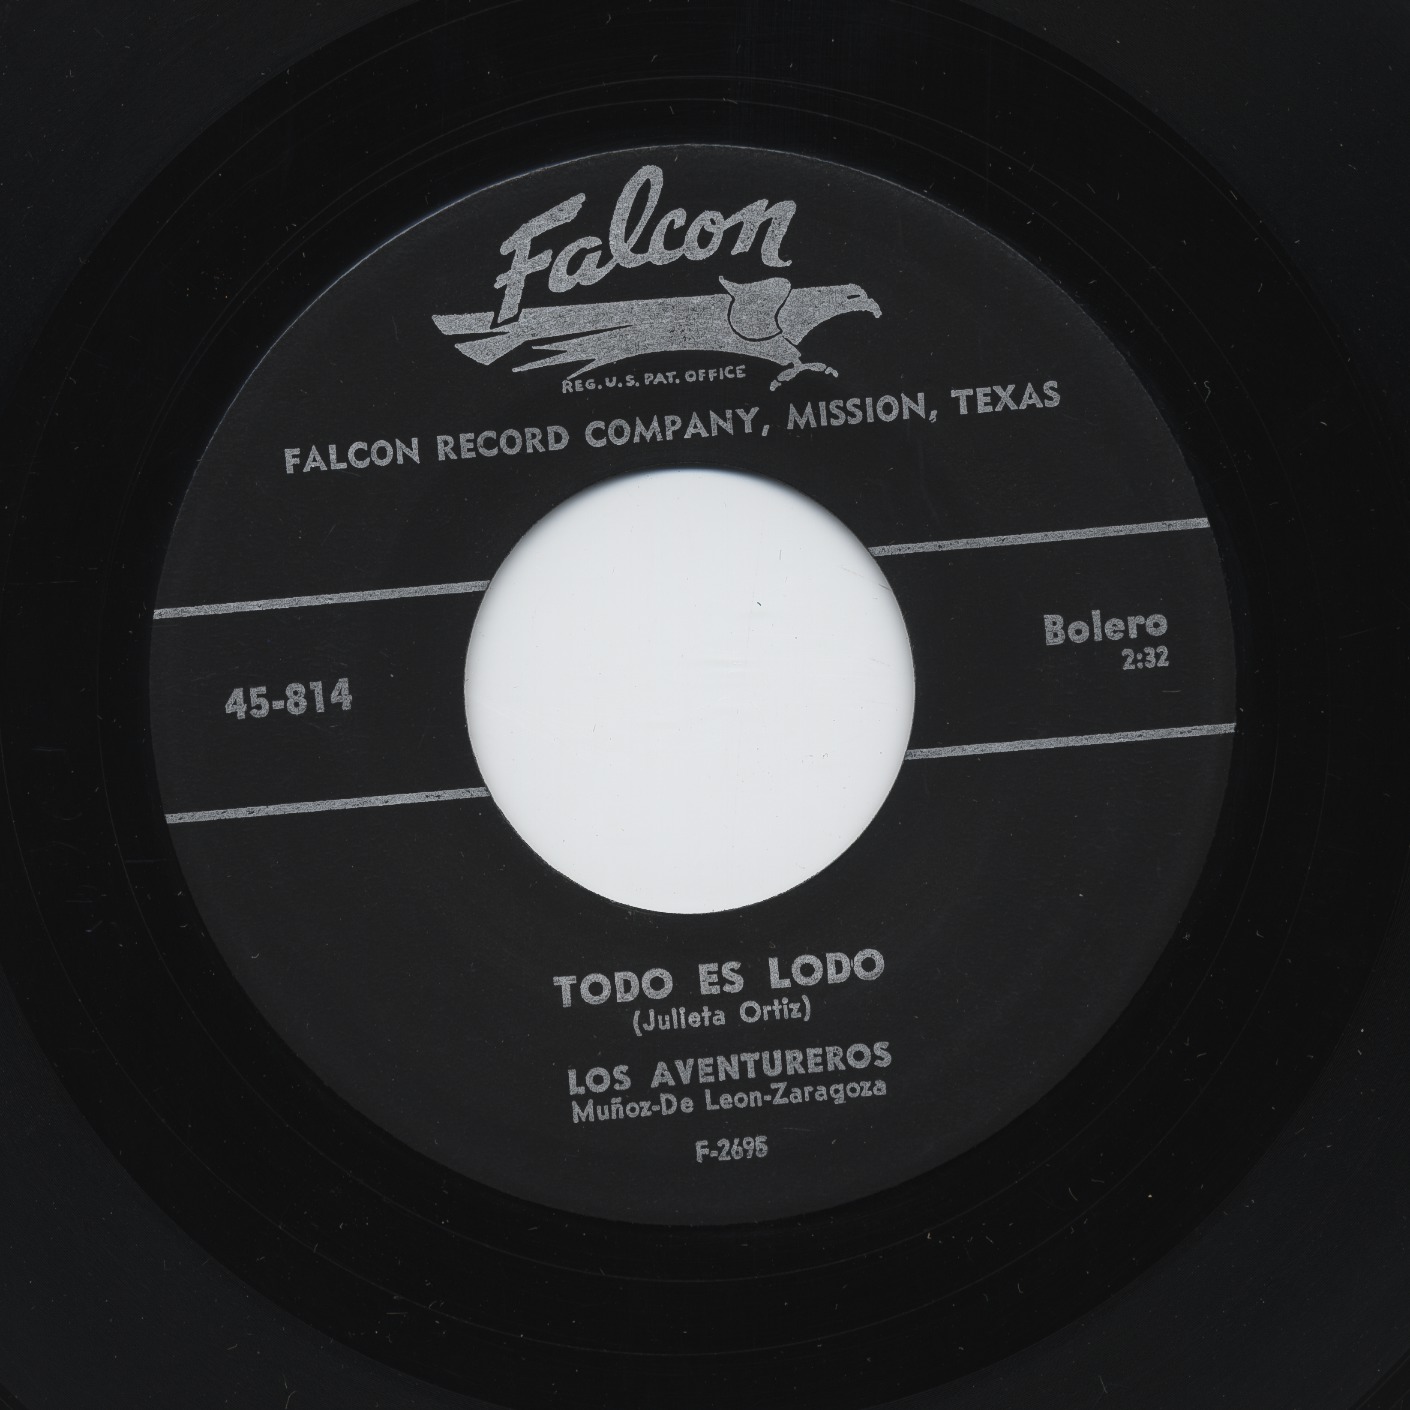 Falcon
REG. U.S. PAT. OFFICE
FALCON RECORD COMPANY, MISSION, TEXAS
Bolero
2:32
45-814
TODO ES LODO
(Julieta Ortiz)
LOS AVENTUREROS
Muñoz-De Leon-Zaragoza
F-2695